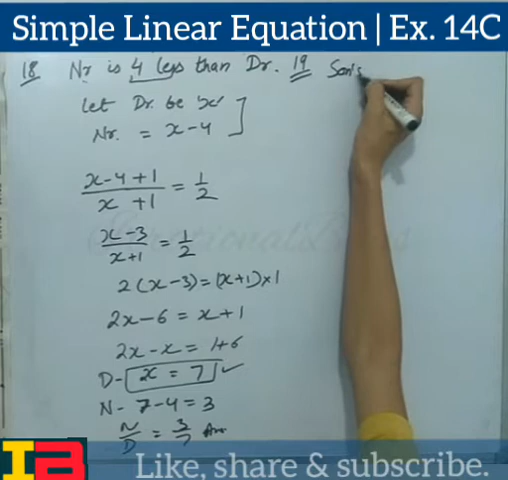 Simple Linear Equation | Ex. 14C
18 Nr is 4 less than Dr. 19 Son's
Let Dr. be 'x'
Nr. = x-4
x-4+1 / x+1 = 1/2
x-3 / x+1 = 1/2
2(x-3) = (x+1)×1
2x-6 = x+1
2x-x = 1+6
D- x = 7 ✓
N- 7-4 = 3
N/D = 3/7 Ans
IB
Like, share & subscribe.